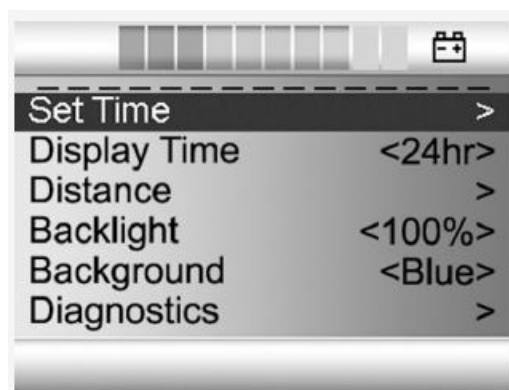 Set Time >
Display Time <24hr>
Distance >
Backlight <100%>
Background <Blue>
Diagnostics >